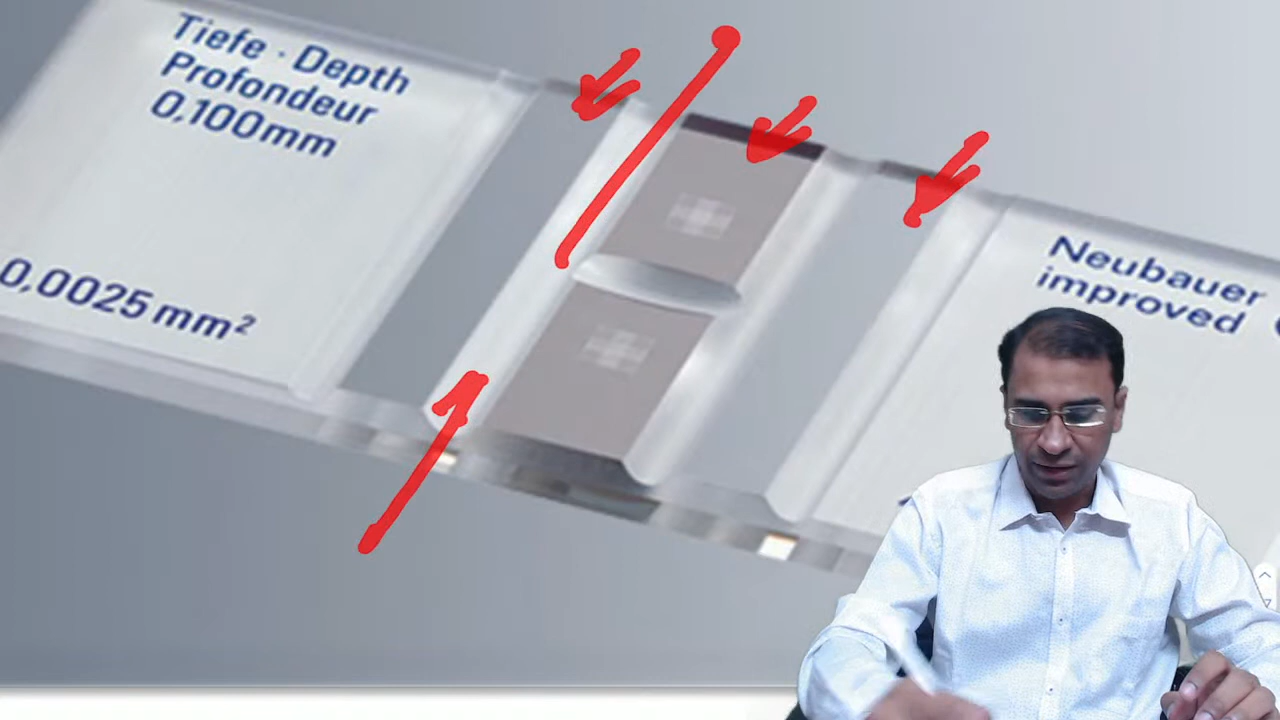 Tiefe · Depth
Profondeur
0,100mm
0,0025 mm²
Neubauer
improved